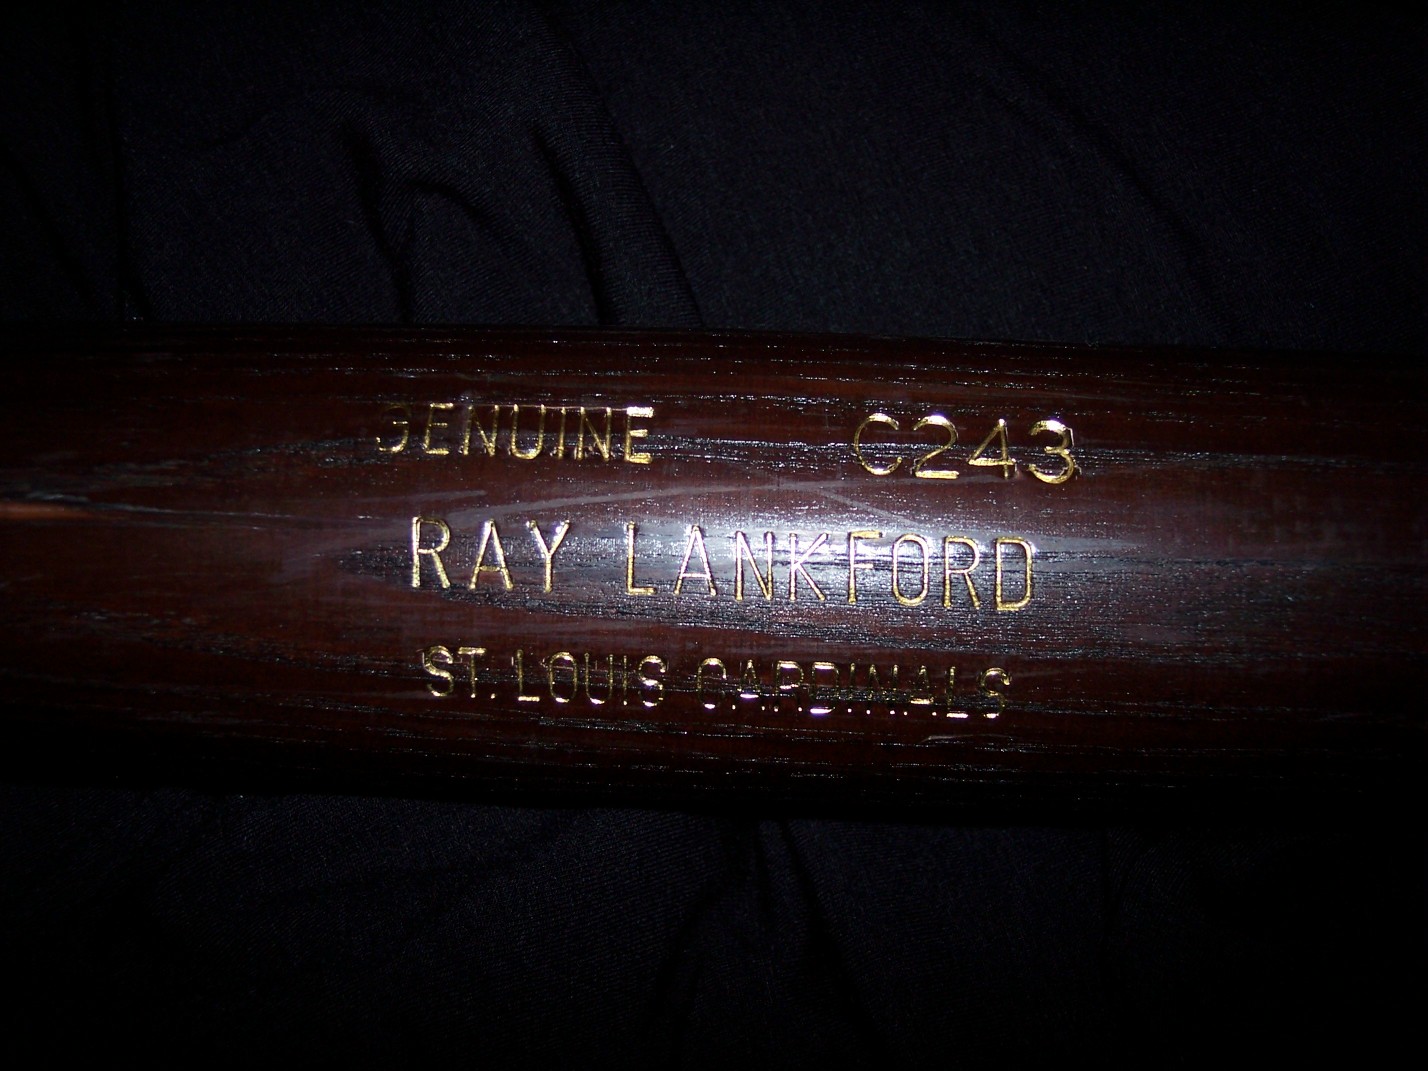 GENUINE C243
RAY LANKFORD
ST. LOUIS CARDINALS